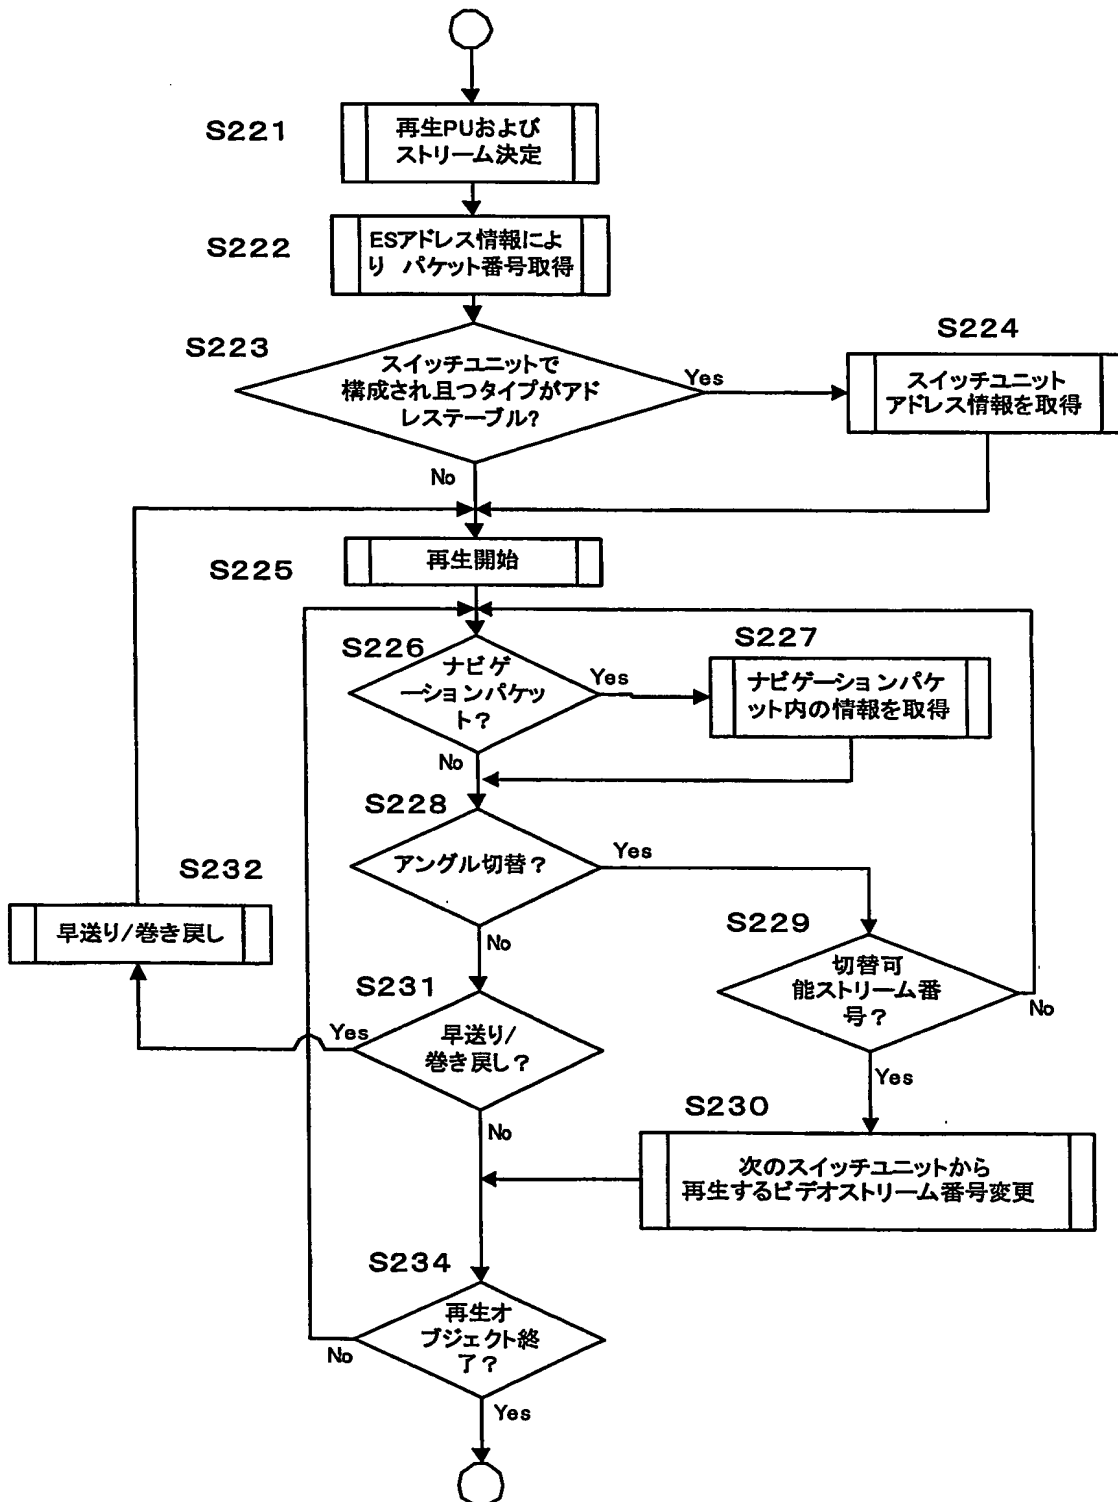 S221
再生PUおよび
ストリーム決定
S222
ESアドレス情報によ
り パケット番号取得
S223
スイッチユニットで
構成され且つタイプがアド
レステーブル?
Yes
No
S224
スイッチユニット
アドレス情報を取得
S225
再生開始
S226
ナビゲ
ーションパケッ
ト?
Yes
No
S227
ナビゲーションパケ
ット内の情報を取得
S228
アングル切替?
Yes
No
S229
切替可
能ストリーム番
号?
No
Yes
S230
次のスイッチユニットから
再生するビデオストリーム番号変更
S231
早送り/
巻き戻し?
Yes
No
S232
早送り/巻き戻し
S234
再生オ
ブジェクト終
了?
No
Yes